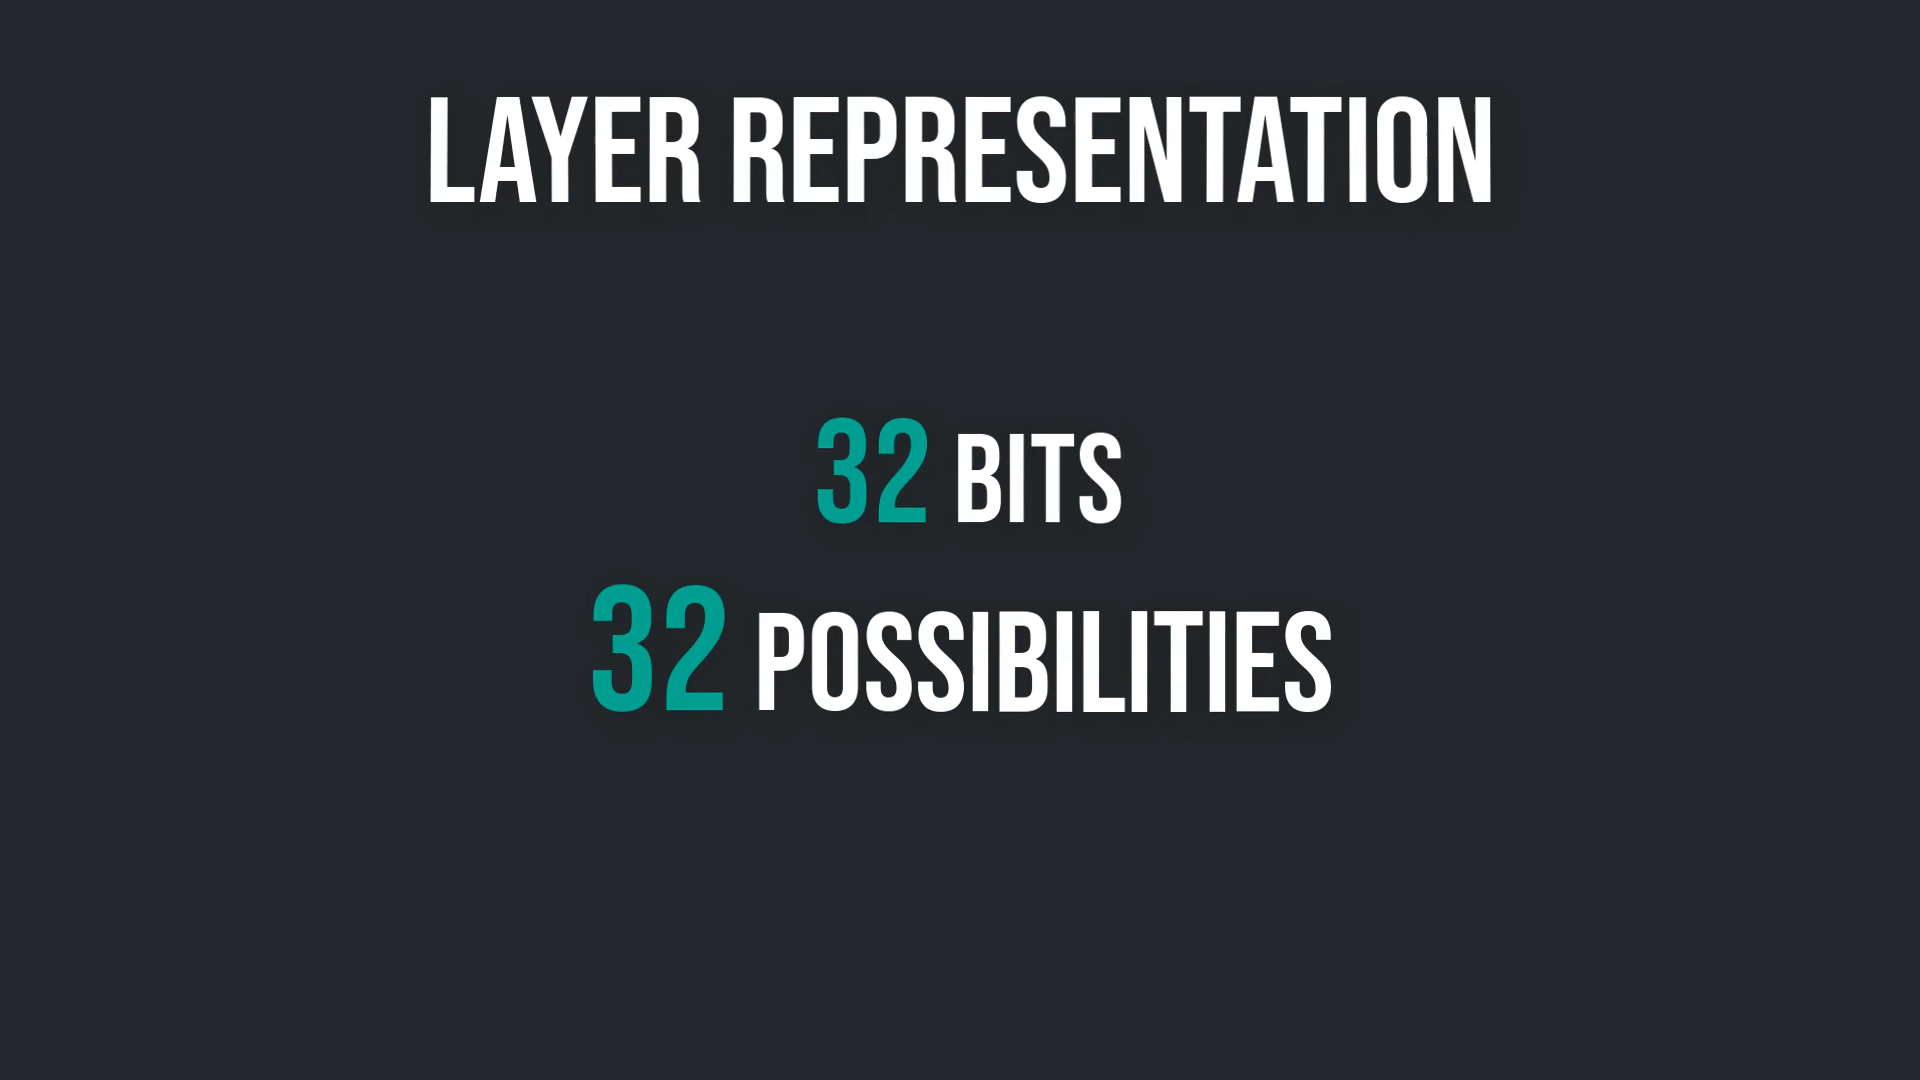 LAYER REPRESENTATION
32 BITS
32 POSSIBILITIES